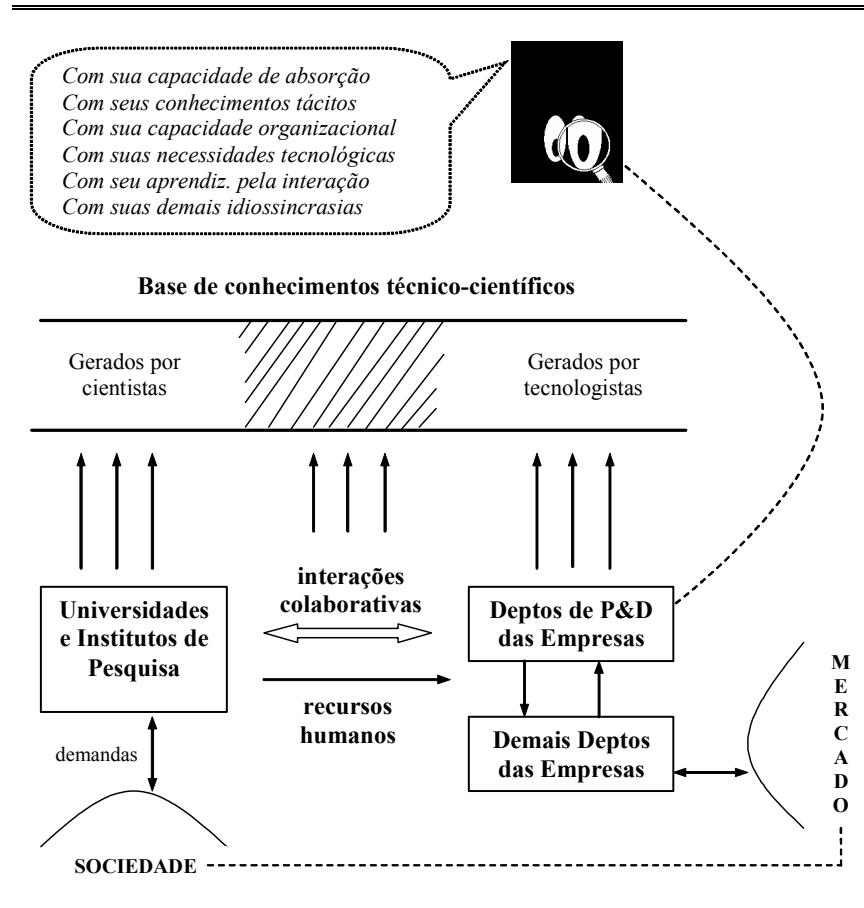 Com sua capacidade de absorção
Com seus conhecimentos tácitos
Com sua capacidade organizacional
Com suas necessidades tecnológicas
Com seu aprendiz. pela interação
Com suas demais idiossincrasias
Base de conhecimentos técnico-científicos
Gerados por
cientistas
Gerados por
tecnologistas
interações
colaborativas
Universidades
e Institutos de
Pesquisa
Deptos de P&D
das Empresas
recursos
humanos
Demais Deptos
das Empresas
demandas
MERCADO
SOCIEDADE